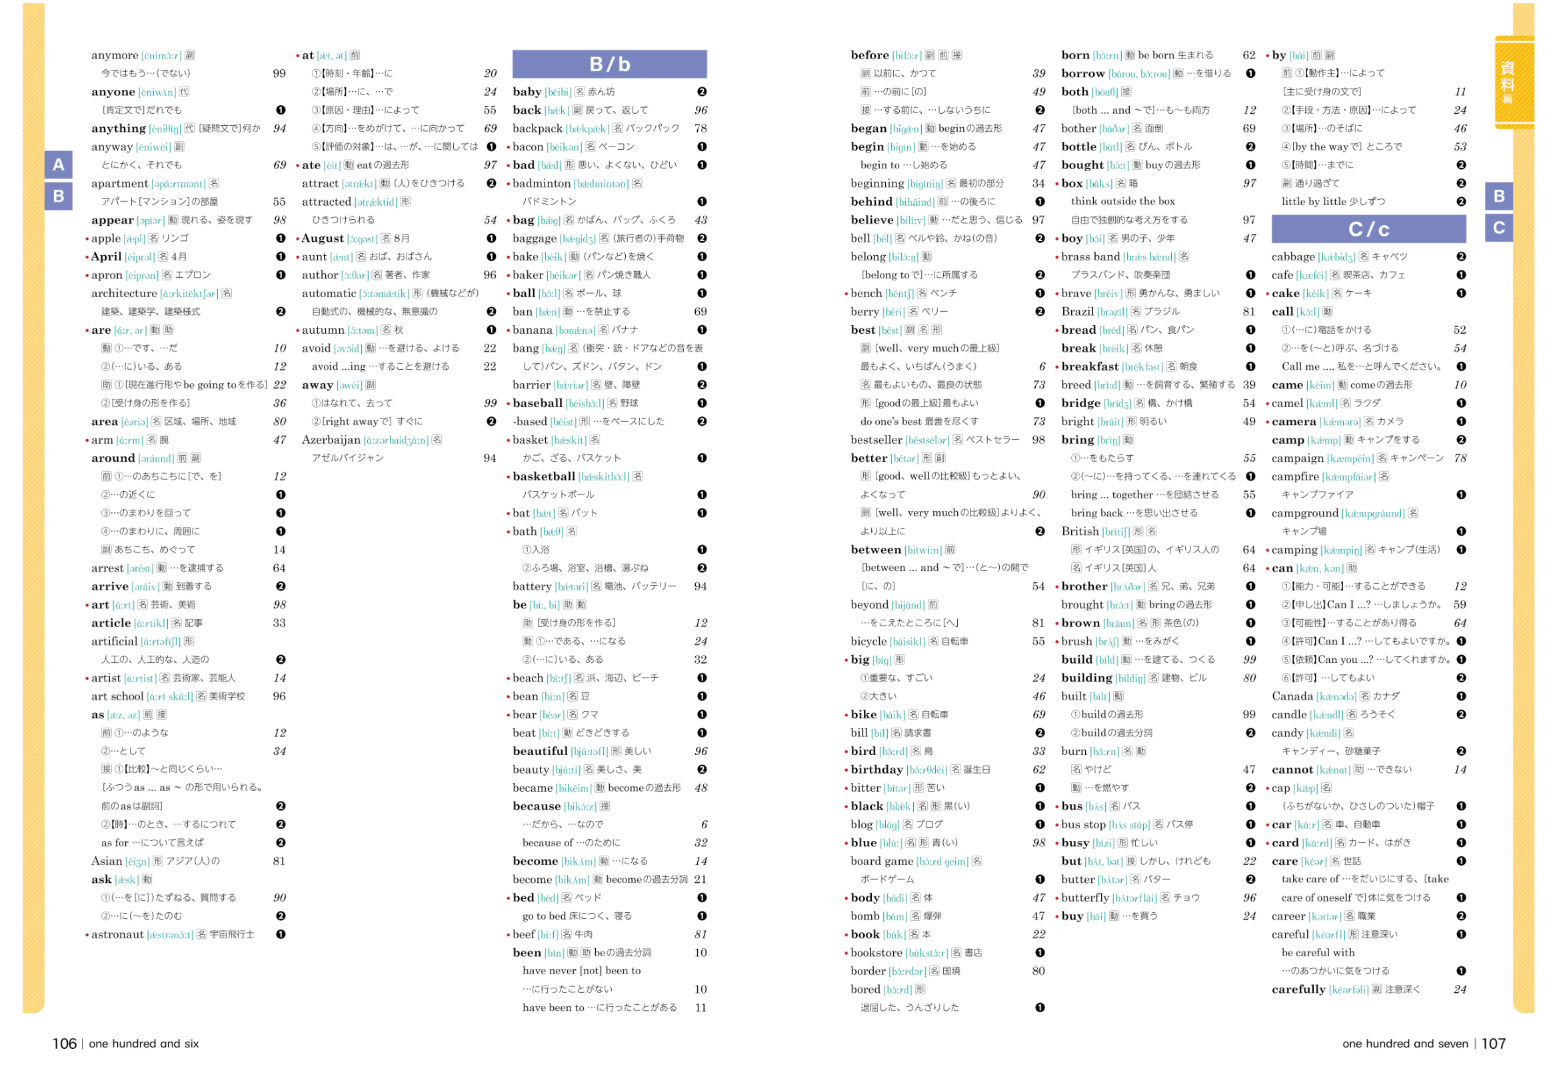 anymore [ènimɔ́ːr] 副
今ではもう…(でない) 99
anyone [éniwʌ̀n] 代
[肯定文で]だれでも ❶
anything [éniθìŋ] 代 [疑問文で]何か 94
anyway [éniwèi] 副
とにかく、それでも 69
apartment [əpɑ́ːrtmənt] 名
アパート[マンション]の部屋 55
appear [əpíər] 動 現れる、姿を現す 98
• apple [ǽpl] 名 リンゴ ❶
• April [éiprəl] 名 4月 ❶
• apron [éiprən] 名 エプロン ❶
architecture [ɑ́ːrkitèktʃər] 名
建築、建築学、建築様式 ❷
• are [ɑ́ːr, ər] 動 助
動 ①…です、…だ 10
②(…に)いる、ある 12
助 ①[現在進行形や be going toを作る] 22
②[受け身の形を作る] 36
area [éəriə] 名 区域、場所、地域 80
• arm [ɑ́ːrm] 名 腕 47
around [əráund] 前 副
前 ①…のあちこちに[で、を] 12
②…の近くに ❶
③…のまわりを回って ❶
④…のまわりに、周囲に ❶
副 あちこち、めぐって 14
arrest [ərést] 動 …を逮捕する 64
arrive [əráiv] 動 到着する ❷
• art [ɑ́ːrt] 名 芸術、美術 98
article [ɑ́ːrtikl] 名 記事 33
artificial [ɑ̀ːrtəfíʃl] 形
人工の、人工的な、人造の ❷
• artist [ɑ́ːrtist] 名 芸術家、芸能人 14
art school [ɑ́ːrt skùːl] 名 美術学校 96
as [ǽz, əz] 前 接
前 ①…のような 12
②…として 34
接 ①【比較】〜と同じくらい…
[ふつう as ... as 〜 の形で用いられる。
前のasは副詞] ❷
②【時】…のとき、…するにつれて ❷
as for …について言えば ❷
Asian [éiʒn] 形 アジア(人)の 81
ask [ǽsk] 動
①(…を[に])たずねる、質問する 90
②…に(〜を)たのむ ❷
• astronaut [ǽstrənɔ̀ːt] 名 宇宙飛行士 ❶
• at [ǽt, ət] 前
①【時刻・年齢】…に 20
②【場所】…に、…で 24
③【原因・理由】…によって 55
④【方向】…をめがけて、…に向かって 69
⑤【評価の対象】…は、…が、…に関しては ❶
• ate [éit] 動 eatの過去形 97
attract [ətrǽkt] 動 (人)をひきつける ❷
attracted [ətrǽktid] 形
ひきつけられる 54
• August [ɔ́ːgəst] 名 8月 ❶
• aunt [ǽnt] 名 おば、おばさん ❶
author [ɔ́ːθər] 名 著者、作家 96
automatic [ɔ̀ːtəmǽtik] 形 (機械などが)
自動式の、機械的な、無意識の ❷
• autumn [ɔ́ːtəm] 名 秋 ❶
avoid [əvɔ́id] 動 …を避ける、よける 22
avoid ...ing …することを避ける 22
away [əwéi] 副
①はなれて、去って 99
②[right awayで] すぐに ❷
Azerbaijan [ɑ̀ːzərbaidʒɑ́ːn] 名
アゼルバイジャン 94
B / b
baby [béibi] 名 赤ん坊 ❷
back [bǽk] 副 戻って、返して 96
backpack [bǽkpæ̀k] 名 バックパック 78
• bacon [béikən] 名 ベーコン ❶
• bad [bǽd] 形 悪い、よくない、ひどい ❶
• badminton [bǽdmintən] 名
バドミントン ❶
• bag [bǽg] 名 かばん、バッグ、ふくろ 43
baggage [bǽgidʒ] 名 (旅行者の)手荷物 ❷
• bake [béik] 動 (パンなど)を焼く ❶
• baker [béikər] 名 パン焼き職人 ❶
• ball [bɔ́ːl] 名 ボール、球 ❶
ban [bǽn] 動 …を禁止する 69
• banana [bənǽnə] 名 バナナ ❶
bang [bǽŋ] 名 (衝突・銃・ドアなどの音を表
して)バン、ズドン、バタン、ドン ❶
barrier [bǽriər] 名 壁、障壁 ❷
• baseball [béisbɔ̀ːl] 名 野球 ❶
-based [béist] 形 …をベースにした ❷
• basket [bǽskit] 名
かご、ざる、バスケット ❶
• basketball [bǽskitbɔ̀ːl] 名
バスケットボール ❶
• bat [bǽt] 名 バット ❶
• bath [bǽθ] 名
①入浴 ❶
②ふろ場、浴室、浴槽、湯ぶね ❷
battery [bǽtəri] 名 電池、バッテリー 94
be [bíː, bi] 助 動
助 [受け身の形を作る] 12
動 ①…である、…になる 24
②(…に)いる、ある 32
• beach [bíːtʃ] 名 浜、海辺、ビーチ ❶
• bean [bíːn] 名 豆 ❶
• bear [béər] 名 クマ ❶
beat [bíːt] 動 どきどきする ❶
beautiful [bjúːtəfl] 形 美しい 96
beauty [bjúːti] 名 美しさ、美 ❷
became [bikéim] 動 becomeの過去形 48
because [bikɔ́ːz] 接
…だから、…なので 6
because of …のために 32
become [bikʌ́m] 動 …になる 14
become [bikʌ́m] 動 becomeの過去分詞 21
• bed [béd] 名 ベッド ❶
go to bed 床につく、寝る ❶
• beef [bíːf] 名 牛肉 81
been [bìn] 動 助 beの過去分詞 10
have never [not] been to
…に行ったことがない 10
have been to …に行ったことがある 11
106 | one hundred and six
before [bifɔ́ːr] 副 前 接
副 以前に、かつて 39
前 …の前に[の] 49
接 …する前に、…しないうちに ❷
began [bigǽn] 動 beginの過去形 47
begin [bigín] 動 …を始める 47
begin to …し始める 47
beginning [bigíniŋ] 名 最初の部分 34
behind [biháind] 前 …の後ろに ❶
believe [bilíːv] 動 …だと思う、信じる 97
bell [bél] 名 ベルや鈴、かね(の音) ❷
belong [bilɔ́ːŋ] 動
[belong toで]…に所属する ❷
• bench [béntʃ] 名 ベンチ ❶
berry [béri] 名 ベリー ❷
best [bést] 副 名 形
副 [well、very muchの最上級]
最もよく、いちばん(うまく) 6
名 最もよいもの、最良の状態 73
形 [goodの最上級]最もよい ❶
do one's best 最善を尽くす 73
bestseller [béstsélər] 名 ベストセラー 98
better [bétər] 形 副
形 [good、wellの比較級]もっとよい、
よくなって 90
副 [well、very muchの比較級]よりよく、
より以上に ❷
between [bitwíːn] 前
[between ... and 〜で]…(と〜)の間で
[に、の] 54
beyond [bijɑ́nd] 前
…をこえたところに[へ] 81
bicycle [báisikl] 名 自転車 55
• big [bíg] 形
①重要な、すごい 24
②大きい 46
• bike [báik] 名 自転車 69
bill [bíl] 名 請求書 ❷
• bird [bə́ːrd] 名 鳥 33
• birthday [bə́ːrθdèi] 名 誕生日 62
• bitter [bítər] 形 苦い ❶
• black [blǽk] 名 形 黒(い) ❶
blog [blɑ́g] 名 ブログ ❶
• blue [blúː] 名 形 青(い) 98
board game [bɔ́ːrd geim] 名
ボードゲーム ❶
• body [bɑ́di] 名 体 47
bomb [bɑ́m] 名 爆弾 47
• book [búk] 名 本 22
• bookstore [búkstɔ̀ːr] 名 書店 ❶
border [bɔ́ːrdər] 名 国境 80
bored [bɔ́ːrd] 形
退屈した、うんざりした ❶
born [bɔ́ːrn] 動 be born 生まれる 62
borrow [bɑ́rou, bɔ́ːrou] 動 …を借りる ❶
both [bóuθ] 接
[both ... and 〜で]…も〜も両方 12
bother [bɑ́ðər] 名 面倒 69
bottle [bɑ́tl] 名 びん、ボトル ❷
bought [bɔ́ːt] 動 buyの過去形 ❶
• box [bɑ́ks] 名 箱 97
think outside the box
自由で独創的な考え方をする 97
• boy [bɔ́i] 名 男の子、少年 47
• brass band [brǽs bǽnd] 名
ブラスバンド、吹奏楽団 ❶
• brave [bréiv] 形 勇かんな、勇ましい ❶
Brazil [brəzíl] 名 ブラジル 81
• bread [bréd] 名 パン、食パン ❶
break [bréik] 名 休憩 ❶
• breakfast [brékfəst] 名 朝食 ❶
breed [bríːd] 動 …を飼育する、繁殖する 39
bridge [brídʒ] 名 橋、かけ橋 54
bright [bráit] 形 明るい 49
bring [bríŋ] 動
①…をもたらす 55
②(〜に)…を持ってくる、…を連れてくる ❶
bring ... together …を団結させる 55
bring back …を思い出させる ❶
British [brítiʃ] 形 名
形 イギリス[英国]の、イギリス人の 64
名 イギリス[英国]人 64
• brother [brʌ́ðər] 名 兄、弟、兄弟 ❶
brought [brɔ́ːt] 動 bringの過去形 ❶
• brown [bráun] 名 形 茶色(の) ❶
• brush [brʌ́ʃ] 動 …をみがく ❶
build [bíld] 動 …を建てる、つくる 99
building [bíldiŋ] 名 建物、ビル 80
built [bílt] 動
①buildの過去形 99
②buildの過去分詞 ❷
burn [bə́ːrn] 名 動
名 やけど 47
動 …を燃やす ❷
• bus [bʌ́s] 名 バス ❶
• bus stop [bʌ́s stɑ̀p] 名 バス停 ❶
• busy [bízi] 形 忙しい ❶
but [bʌ́t, bət] 接 しかし、けれども 22
butter [bʌ́tər] 名 バター ❷
• butterfly [bʌ́tərflài] 名 チョウ 96
• buy [bái] 動 …を買う 24
• by [bái] 前 副
前 ①【動作主】…によって
[主に受け身の文で] 11
②【手段・方法・原因】…によって 24
③【場所】…のそばに 46
④[by the wayで] ところで 53
⑤【時間】…までに ❷
副 通り過ぎて ❷
little by little 少しずつ ❷
C / c
cabbage [kǽbidʒ] 名 キャベツ ❷
cafe [kæféi] 名 喫茶店、カフェ ❶
• cake [kéik] 名 ケーキ ❶
call [kɔ́ːl] 動
①(…に)電話をかける 52
②…を(〜と)呼ぶ、名づける 54
Call me .... 私を…と呼んでください。 ❶
came [kéim] 動 comeの過去形 10
• camel [kǽml] 名 ラクダ ❶
• camera [kǽmərə] 名 カメラ ❶
camp [kǽmp] 動 キャンプをする ❷
campaign [kæmpéin] 名 キャンペーン 78
campfire [kǽmpfàiər] 名
キャンプファイア ❶
campground [kǽmpgràund] 名
キャンプ場 ❶
• camping [kǽmpiŋ] 名 キャンプ(生活) ❶
• can [kǽn, kən] 助
①【能力・可能】…することができる 12
②【申し出】Can I ...? …しましょうか。 59
③【可能性】…することがあり得る 64
④【許可】Can I ...? …してもよいですか。 ❶
⑤【依頼】Can you ...? …してくれますか。 ❶
⑥【許可】 …してもよい ❷
Canada [kǽnədə] 名 カナダ ❶
candle [kǽndl] 名 ろうそく ❷
candy [kǽndi] 名
キャンディー、砂糖菓子 ❷
cannot [kǽnɑt] 助 …できない 14
• cap [kǽp] 名
(ふちがないか、ひさしのついた)帽子 ❶
• car [kɑ́ːr] 名 車、自動車 ❶
• card [kɑ́ːrd] 名 カード、はがき ❶
care [kéər] 名 世話 ❶
take care of …をだいじにする、[take
care of oneself で]体に気をつける ❶
career [kəríər] 名 職業 ❷
careful [kéərfl] 形 注意深い ❶
be careful with
…のあつかいに気をつける ❶
carefully [kéərfəli] 副 注意深く 24
one hundred and seven | 107
A
B
B
C
資料編